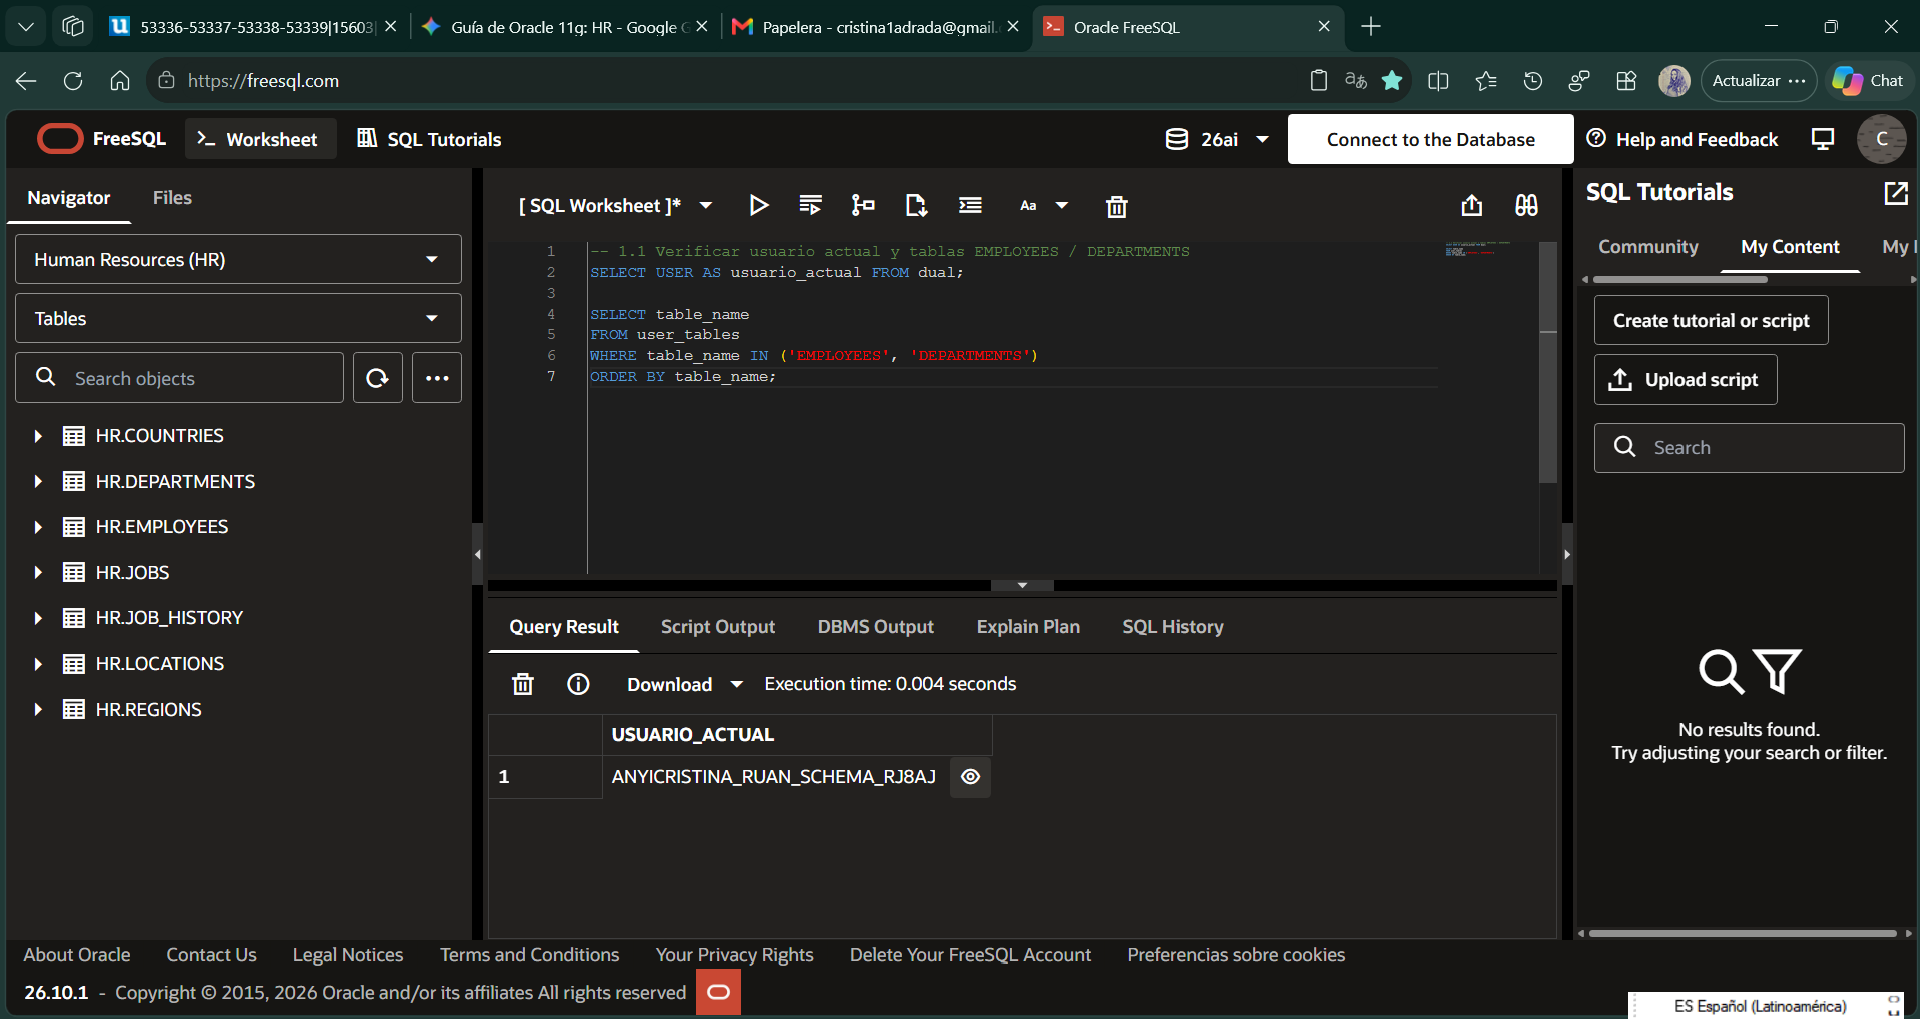 53336-53337-53338-53339|15603|
Guía de Oracle 11g: HR - Google G
Papelera - cristina1adrada@gmail.c
Oracle FreeSQL
https://freesql.com
Actualizar
Chat
FreeSQL
Worksheet
SQL Tutorials
26ai
Connect to the Database
Help and Feedback
C
Navigator
Files
Human Resources (HR)
Tables
Search objects
HR.COUNTRIES
HR.DEPARTMENTS
HR.EMPLOYEES
HR.JOBS
HR.JOB_HISTORY
HR.LOCATIONS
HR.REGIONS
[ SQL Worksheet ]*
Aa
1 -- 1.1 Verificar usuario actual y tablas EMPLOYEES / DEPARTMENTS
2 SELECT USER AS usuario_actual FROM dual;
3
4 SELECT table_name
5 FROM user_tables
6 WHERE table_name IN ('EMPLOYEES', 'DEPARTMENTS')
7 ORDER BY table_name;
Query Result
Script Output
DBMS Output
Explain Plan
SQL History
Download
Execution time: 0.004 seconds
USUARIO_ACTUAL
1 ANYICRISTINA_RUAN_SCHEMA_RJ8AJ
SQL Tutorials
Community
My Content
My
Create tutorial or script
Upload script
Search
No results found.
Try adjusting your search or filter.
About Oracle
Contact Us
Legal Notices
Terms and Conditions
Your Privacy Rights
Delete Your FreeSQL Account
Preferencias sobre cookies
26.10.1 - Copyright © 2015, 2026 Oracle and/or its affiliates All rights reserved
ES Español (Latinoamérica)